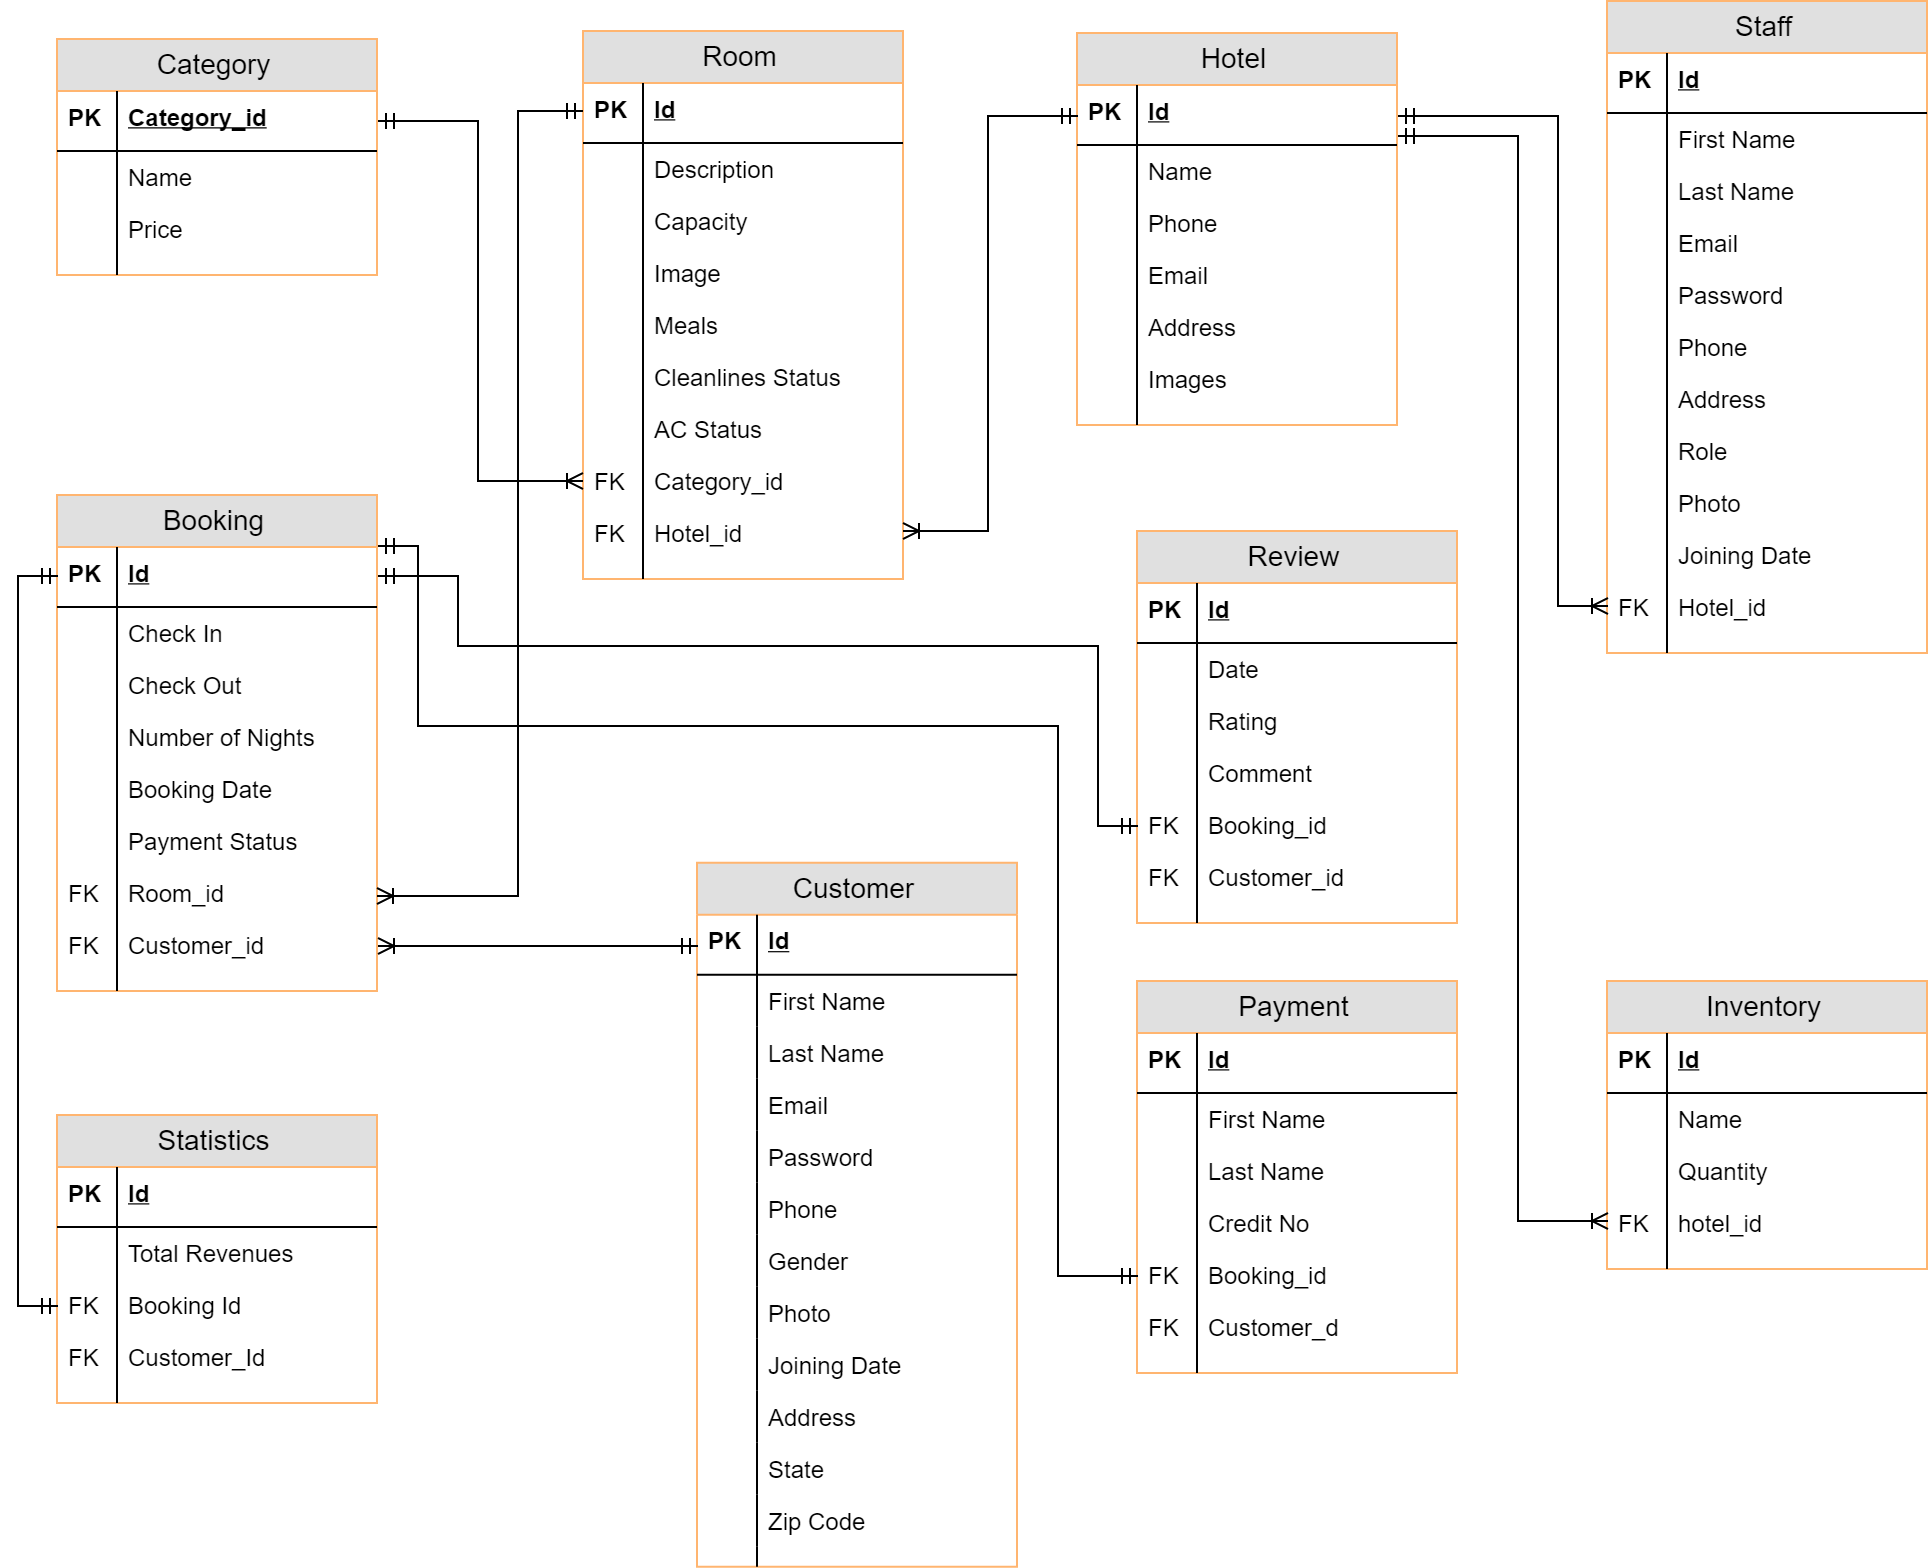 Category
PK Category_id
Name
Price
Room
PK Id
Description
Capacity
Image
Meals
Cleanlines Status
AC Status
FK Category_id
FK Hotel_id
Hotel
PK Id
Name
Phone
Email
Address
Images
Staff
PK Id
First Name
Last Name
Email
Password
Phone
Address
Role
Photo
Joining Date
FK Hotel_id
Booking
PK Id
Check In
Check Out
Number of Nights
Booking Date
Payment Status
FK Room_id
FK Customer_id
Review
PK Id
Date
Rating
Comment
FK Booking_id
FK Customer_id
Customer
PK Id
First Name
Last Name
Email
Password
Phone
Gender
Photo
Joining Date
Address
State
Zip Code
Payment
PK Id
First Name
Last Name
Credit No
FK Booking_id
FK Customer_d
Inventory
PK Id
Name
Quantity
FK hotel_id
Statistics
PK Id
Total Revenues
FK Booking Id
FK Customer_Id